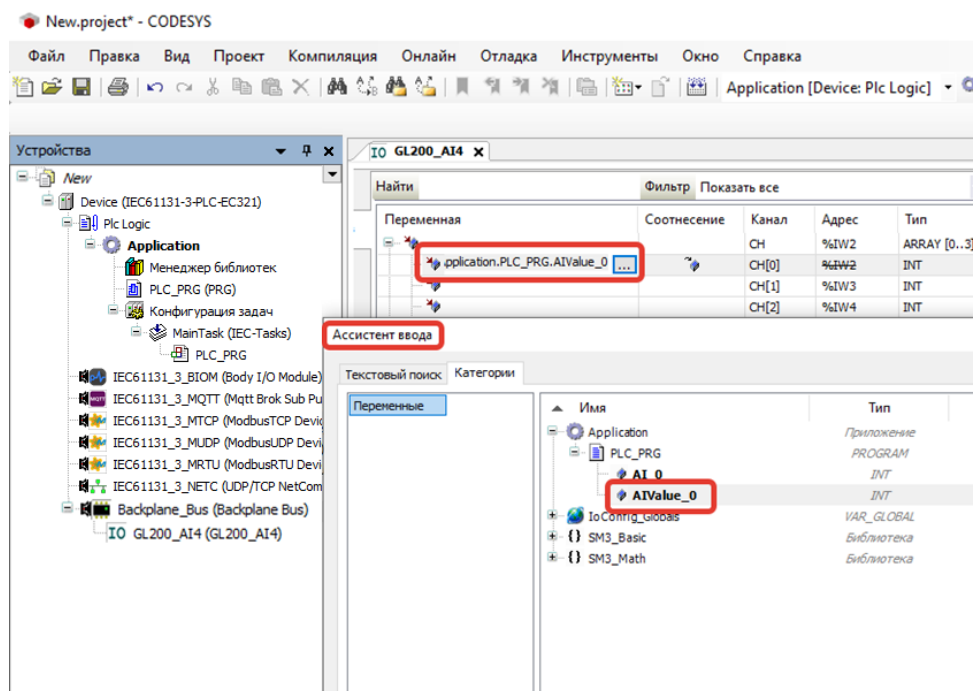 New.project* - CODESYS
Файл Правка Вид Проект Компиляция Онлайн Отладка Инструменты Окно Справка
Application [Device: Plc Logic]
Устройства
New
Device (IEC61131-3-PLC-EC321)
Plc Logic
Application
Менеджер библиотек
PLC_PRG (PRG)
Конфигурация задач
MainTask (IEC-Tasks)
PLC_PRG
IEC61131_3_BIOM (Body I/O Module)
IEC61131_3_MQTT (Mqtt Brok Sub Pu
IEC61131_3_MTCP (ModbusTCP Devic
IEC61131_3_MUDP (ModbusUDP Devi
IEC61131_3_MRTU (ModbusRTU Devi
IEC61131_3_NETC (UDP/TCP NetCom
Backplane_Bus (Backplane Bus)
IO GL200_AI4 (GL200_AI4)
IO GL200_AI4
Найти Фильтр Показать все
Переменная Соотнесение Канал Адрес Тип
CH %IW2 ARRAY [0..3]
pplication.PLC_PRG.AIValue_0 ... CH[0] %IW2 INT
CH[1] %IW3 INT
CH[2] %IW4 INT
Ассистент ввода
Текстовый поиск Категории
Переменные
Имя Тип
Application Приложение
PLC_PRG PROGRAM
AI_0 INT
AIValue_0 INT
IoConfig_Globals VAR_GLOBAL
{} SM3_Basic Библиотека
{} SM3_Math Библиотека